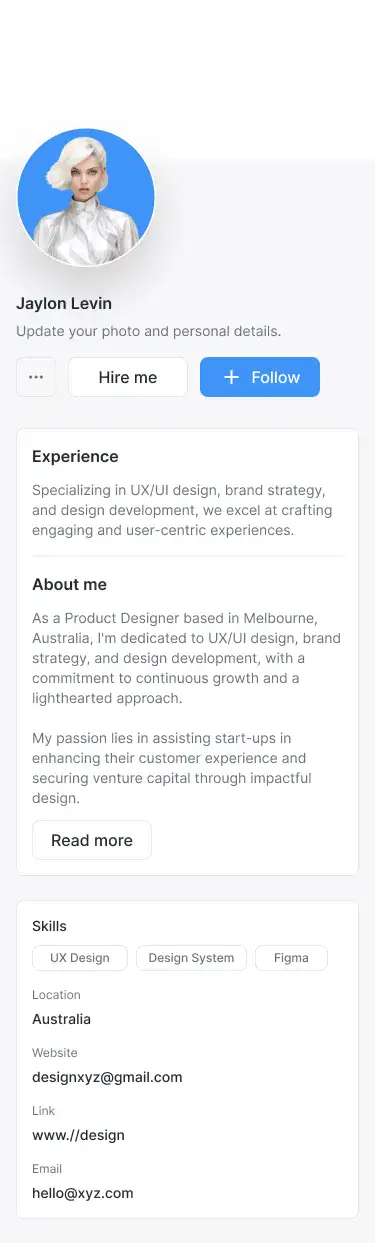 Jaylon Levin
Update your photo and personal details.
... Hire me + Follow
Experience
Specializing in UX/UI design, brand strategy,
and design development, we excel at crafting
engaging and user-centric experiences.
About me
As a Product Designer based in Melbourne,
Australia, I'm dedicated to UX/UI design, brand
strategy, and design development, with a
commitment to continuous growth and a
lighthearted approach.
My passion lies in assisting start-ups in
enhancing their customer experience and
securing venture capital through impactful
design.
Read more
Skills
UX Design Design System Figma
Location
Australia
Website
designxyz@gmail.com
Link
www.//design
Email
hello@xyz.com